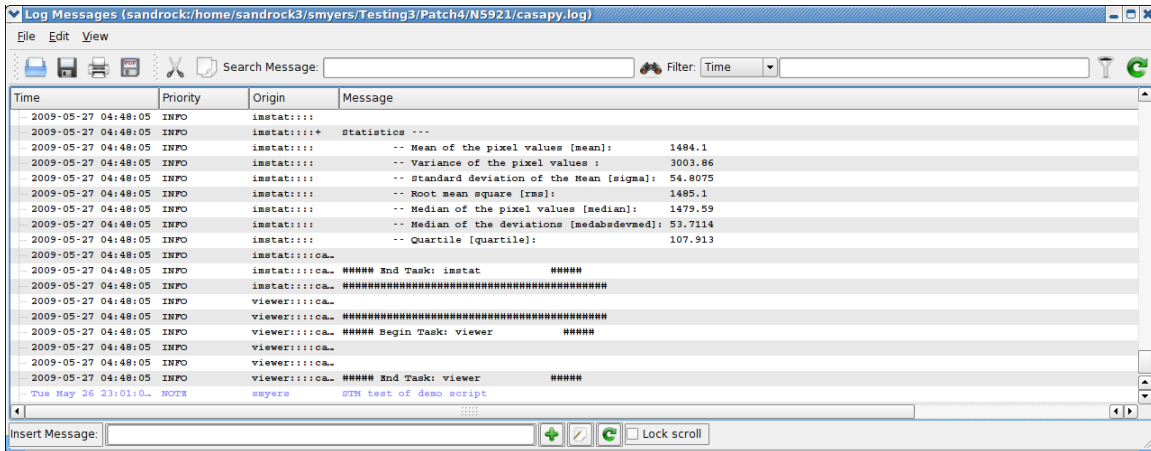 Log Messages (sandrock:/home/sandrock3/smyers/Testing3/Patch4/N5921/casapy.log)
File Edit View
PDF Search Message: Filter: Time
Time Priority Origin Message
2009-05-27 04:48:05 INFO imstat::::
2009-05-27 04:48:05 INFO imstat::::+ Statistics ---
2009-05-27 04:48:05 INFO imstat:::: -- Mean of the pixel values [mean]: 1484.1
2009-05-27 04:48:05 INFO imstat:::: -- Variance of the pixel values : 3003.86
2009-05-27 04:48:05 INFO imstat:::: -- Standard deviation of the Mean [sigma]: 54.8075
2009-05-27 04:48:05 INFO imstat:::: -- Root mean square [rms]: 1485.1
2009-05-27 04:48:05 INFO imstat:::: -- Median of the pixel values [median]: 1479.59
2009-05-27 04:48:05 INFO imstat:::: -- Median of the deviations [medabsdevmed]: 53.7114
2009-05-27 04:48:05 INFO imstat:::: -- Quartile [quartile]: 107.913
2009-05-27 04:48:05 INFO imstat::::ca…
2009-05-27 04:48:05 INFO imstat::::ca… ##### End Task: imstat #####
2009-05-27 04:48:05 INFO imstat::::ca… ##########################################
2009-05-27 04:48:05 INFO viewer::::ca…
2009-05-27 04:48:05 INFO viewer::::ca… ##########################################
2009-05-27 04:48:05 INFO viewer::::ca… ##### Begin Task: viewer #####
2009-05-27 04:48:05 INFO viewer::::ca…
2009-05-27 04:48:05 INFO viewer::::ca…
2009-05-27 04:48:05 INFO viewer::::ca… ##### End Task: viewer #####
Tue May 26 23:01:0… NOTE smyers STM test of demo script
Insert Message: Lock scroll